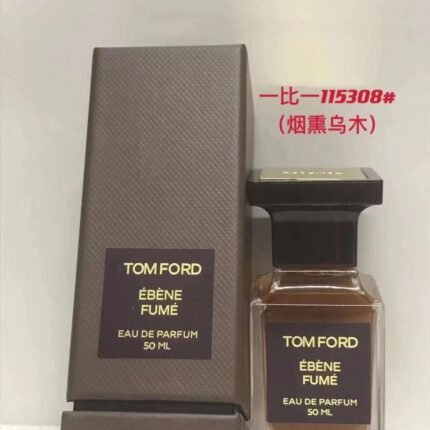 一比一115308#
（烟熏乌木）
TOM FORD
ÉBÈNE
FUMÉ
EAU DE PARFUM
50 ML
TOM FORD
ÉBÈNE
FUMÉ
EAU DE PARFUM
50 ML